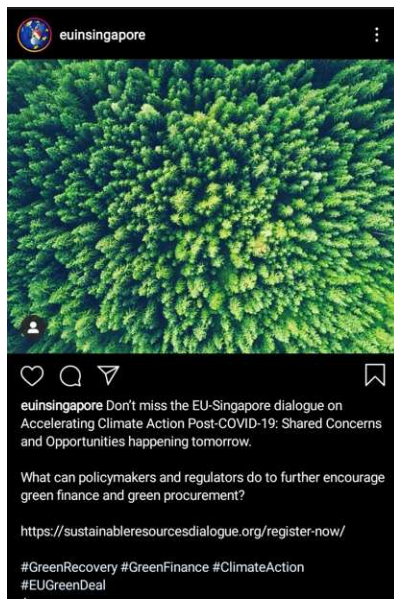 euinsingapore
euinsingapore Don't miss the EU-Singapore dialogue on
Accelerating Climate Action Post-COVID-19: Shared Concerns
and Opportunities happening tomorrow.
What can policymakers and regulators do to further encourage
green finance and green procurement?
https://sustainableresourcesdialogue.org/register-now/
#GreenRecovery #GreenFinance #ClimateAction
#EUGreenDeal